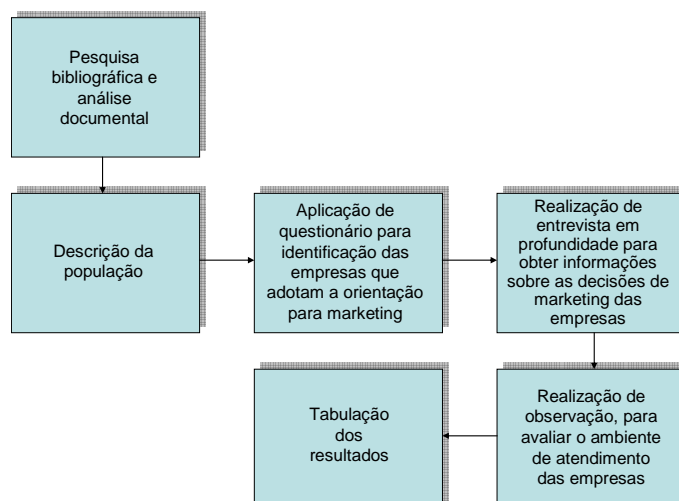 Pesquisa
bibliográfica e
análise
documental
Descrição da
população
Aplicação de
questionário para
identificação das
empresas que
adotam a orientação
para marketing
Realização de
entrevista em
profundidade para
obter informações
sobre as decisões de
marketing das
empresas
Realização de
observação, para
avaliar o ambiente
de atendimento
das empresas
Tabulação
dos
resultados